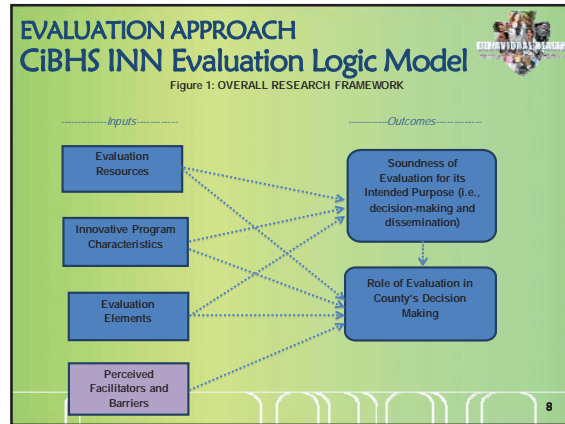 EVALUATION APPROACH
CiBHS INN Evaluation Logic Model
BEHAVIORAL HEALTH
Figure 1: OVERALL RESEARCH FRAMEWORK
-------------Inputs-----------
-----------Outcomes-------------
Evaluation
Resources
Soundness of
Evaluation for its
Intended Purpose (i.e.,
decision-making and
dissemination)
Innovative Program
Characteristics
Role of Evaluation in
County's Decision
Making
Evaluation
Elements
Perceived
Facilitators and
Barriers
8